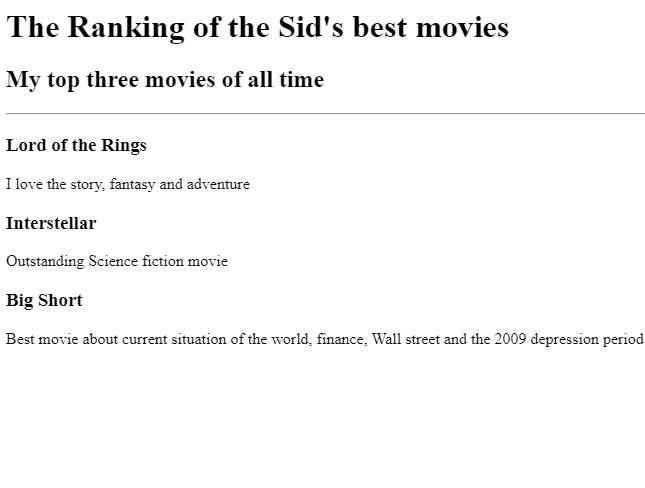 The Ranking of the Sid's best movies
My top three movies of all time
Lord of the Rings
I love the story, fantasy and adventure
Interstellar
Outstanding Science fiction movie
Big Short
Best movie about current situation of the world, finance, Wall street and the 2009 depression period